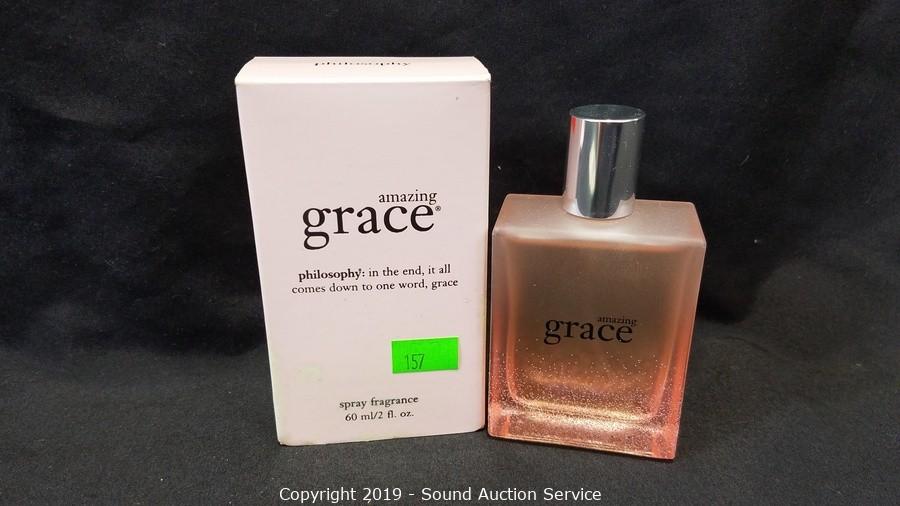 philosophy
amazing
grace®
philosophy®: in the end, it all
comes down to one word, grace
157
spray fragrance
60 ml/2 fl. oz.
amazing
grace
Copyright 2019 - Sound Auction Service